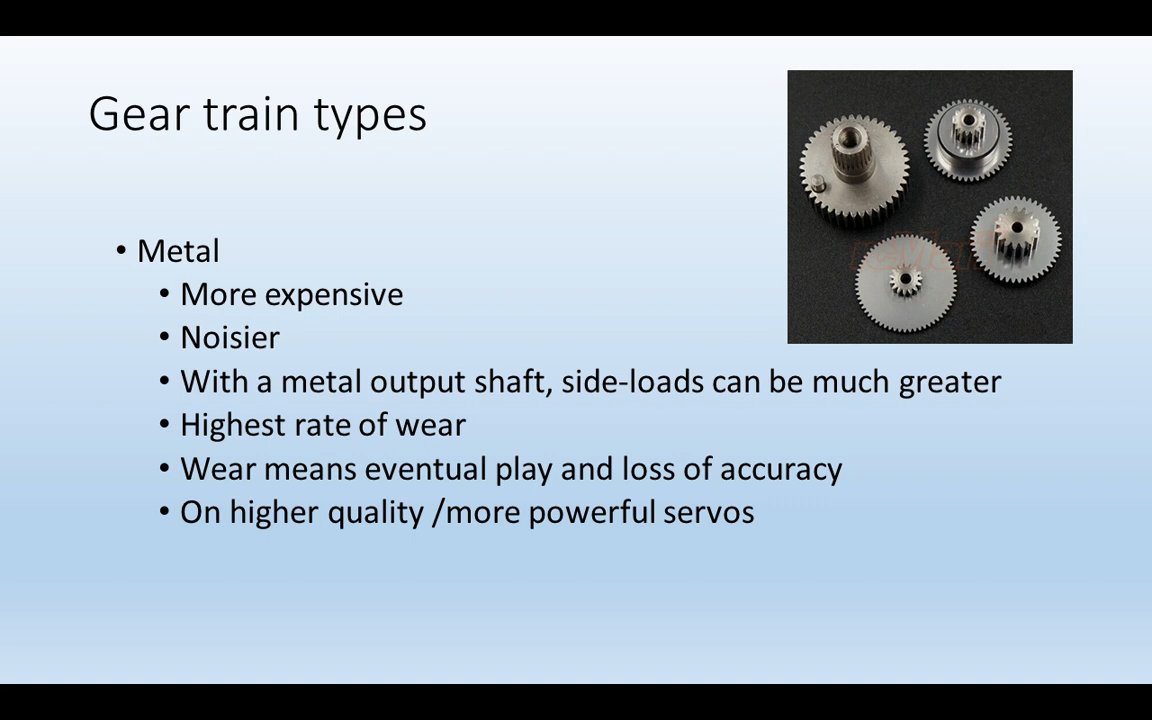 Gear train types
• Metal
• More expensive
• Noisier
• With a metal output shaft, side-loads can be much greater
• Highest rate of wear
• Wear means eventual play and loss of accuracy
• On higher quality /more powerful servos